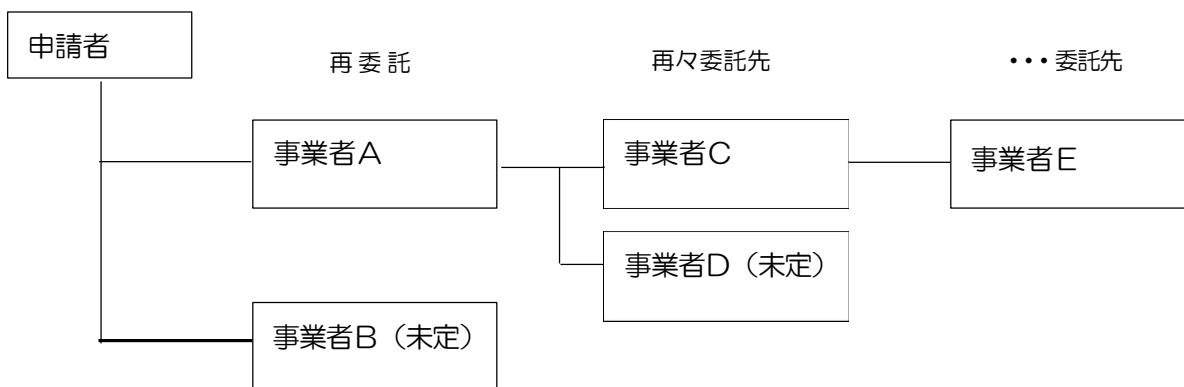 申請者
再 委 託
再々委託先
・・・ 委託先
事業者A
事業者C
事業者E
事業者D（未定）
事業者B（未定）